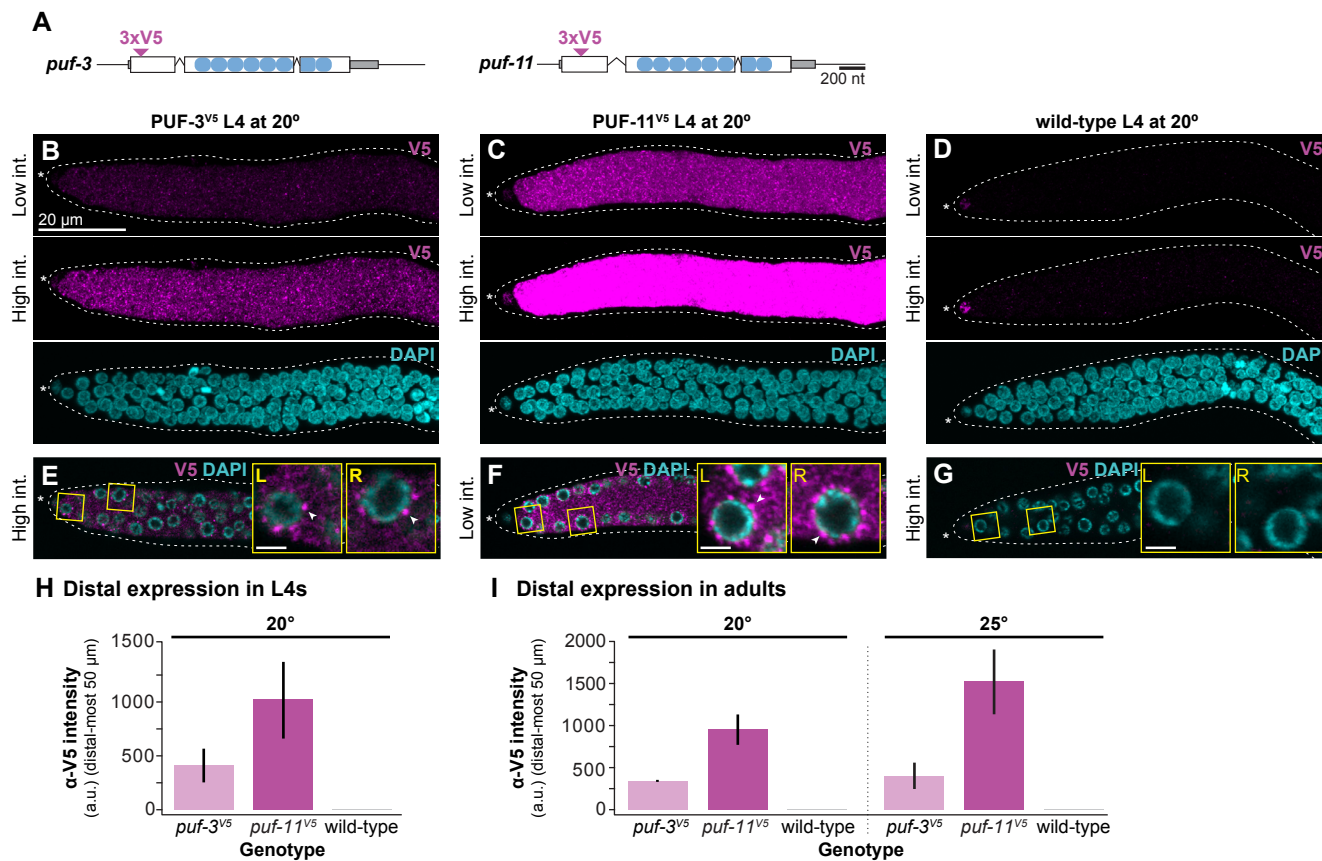 A
3xV5
puf-3
3xV5
puf-11
200 nt
PUF-3V5 L4 at 20º
PUF-11V5 L4 at 20º
wild-type L4 at 20º
Low int.
B
V5
*
20 µm
C
V5
*
Low int.
D
V5
*
High int.
V5
*
V5
*
High int.
V5
*
DAPI
*
DAPI
*
DAPI
*
High int.
E
V5 DAPI
L
R
*
Low int.
F
V5 DAPI
L
R
*
G
V5 DAPI
L
R
*
H Distal expression in L4s
20°
α-V5 intensity
(a.u.) (distal-most 50 µm)
1500
1000
500
0
puf-3V5
puf-11V5
wild-type
Genotype
I Distal expression in adults
20°
25°
α-V5 intensity
(a.u.) (distal-most 50 µm)
2000
1500
1000
500
0
puf-3V5
puf-11V5
wild-type
puf-3V5
puf-11V5
wild-type
Genotype